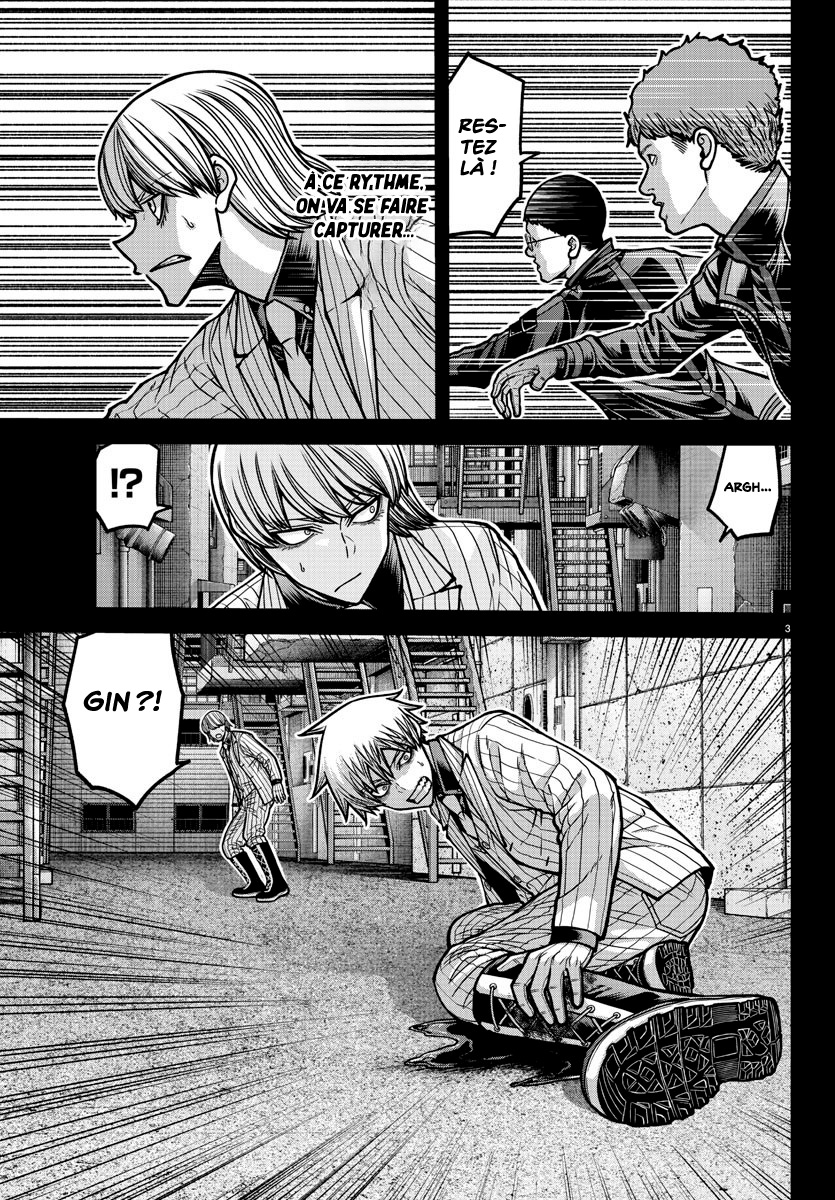 RES-
TEZ
LÀ !
À CE RYTHME,
ON VA SE FAIRE
CAPTURER...
ARGH...
!?
3
GIN ?!